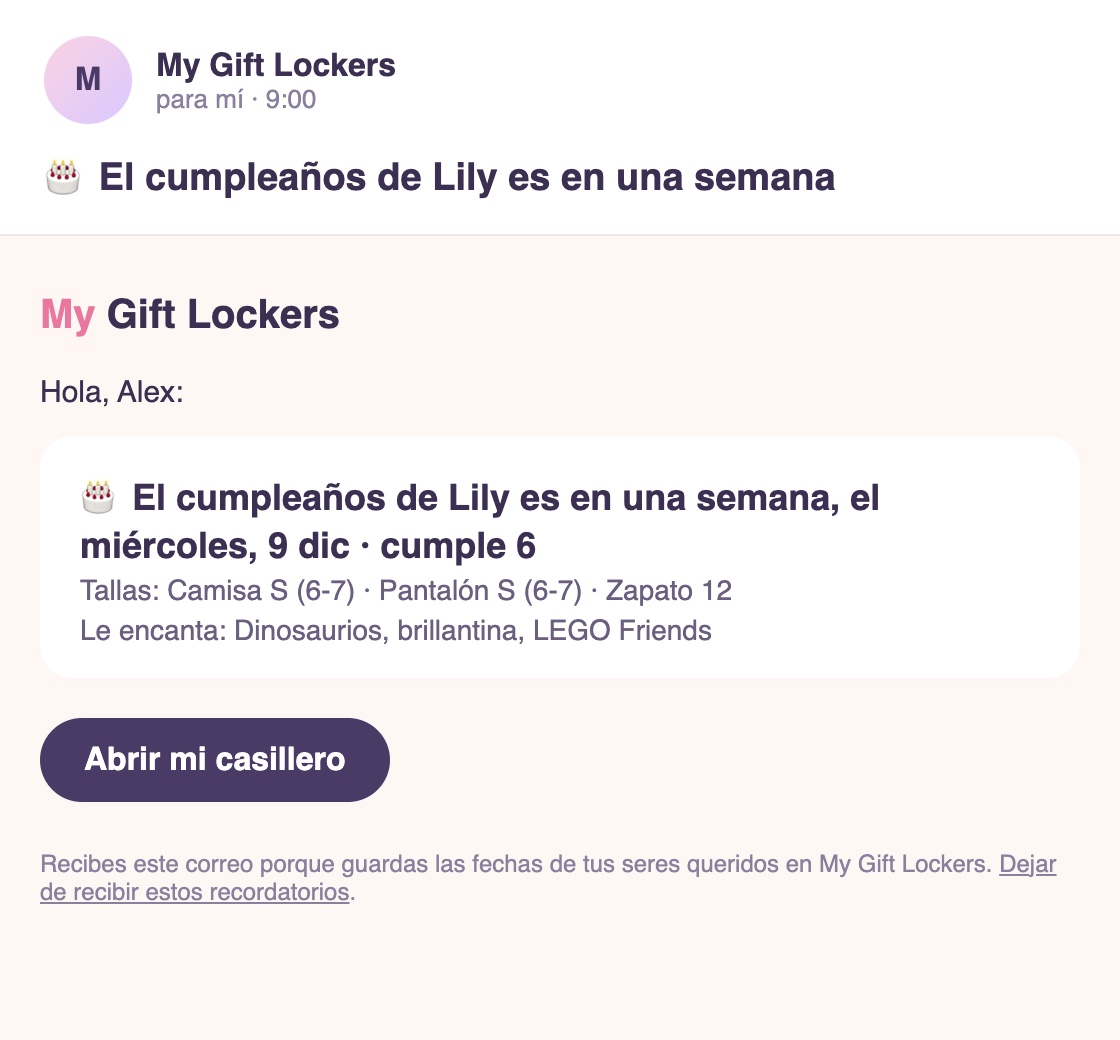 M
My Gift Lockers
para mí · 9:00
🎂 El cumpleaños de Lily es en una semana
My Gift Lockers
Hola, Alex:
🎂 El cumpleaños de Lily es en una semana, el
miércoles, 9 dic · cumple 6
Tallas: Camisa S (6-7) · Pantalón S (6-7) · Zapato 12
Le encanta: Dinosaurios, brillantina, LEGO Friends
Abrir mi casillero
Recibes este correo porque guardas las fechas de tus seres queridos en My Gift Lockers. Dejar
de recibir estos recordatorios.